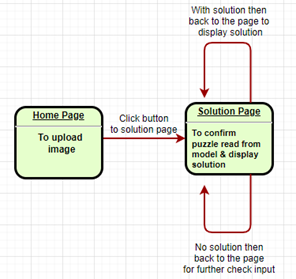 With solution then
back to the page to
display solution
Home Page
To upload
image
Click button
to solution page
Solution Page
To confirm
puzzle read from
model & display
solution
No solution then
back to the page
for further check input